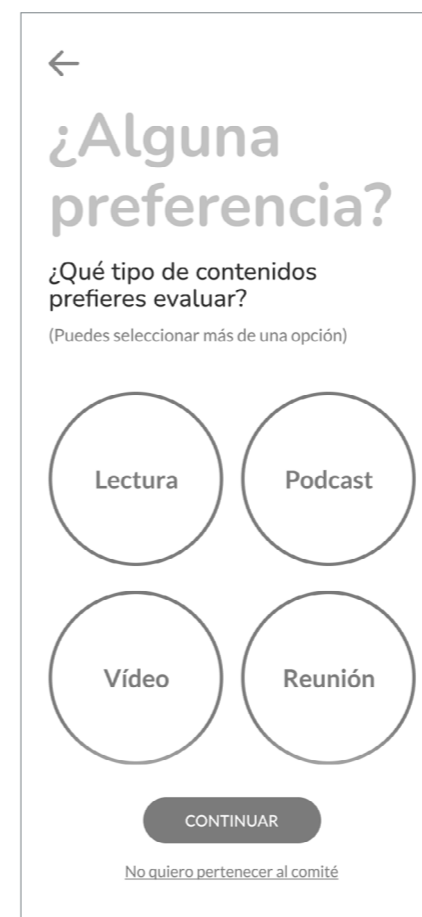 ¿Alguna
preferencia?
¿Qué tipo de contenidos
prefieres evaluar?
(Puedes seleccionar más de una opción)
Lectura
Podcast
Vídeo
Reunión
CONTINUAR
No quiero pertenecer al comité